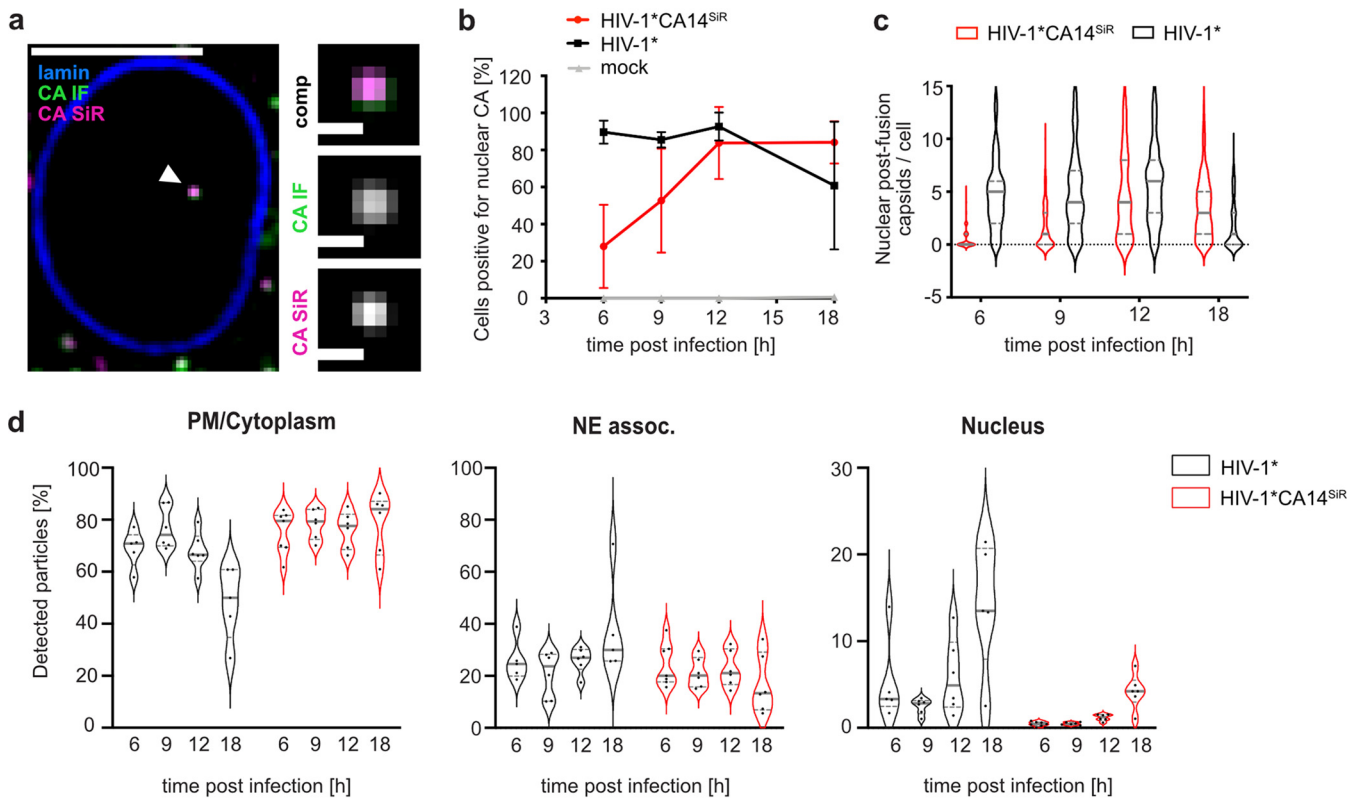 a
lamin
CA IF
CA SiR
comp
CA IF
CA SiR
b
HIV-1*CA14SiR
HIV-1*
mock
Cells positive for nuclear CA [%]
120
100
80
60
40
20
0
3 6 9 12 15 18
time post infection [h]
c
HIV-1*CA14SiR HIV-1*
Nuclear post-fusion
capsids / cell
15
10
5
0
-5
6 9 12 18
time post infection [h]
d
PM/Cytoplasm
Detected particles [%]
100
80
60
40
20
0
6 9 12 18 6 9 12 18
time post infection [h]
NE assoc.
100
80
60
40
20
0
6 9 12 18 6 9 12 18
time post infection [h]
Nucleus
30
20
10
0
6 9 12 18 6 9 12 18
time post infection [h]
HIV-1*
HIV-1*CA14SiR